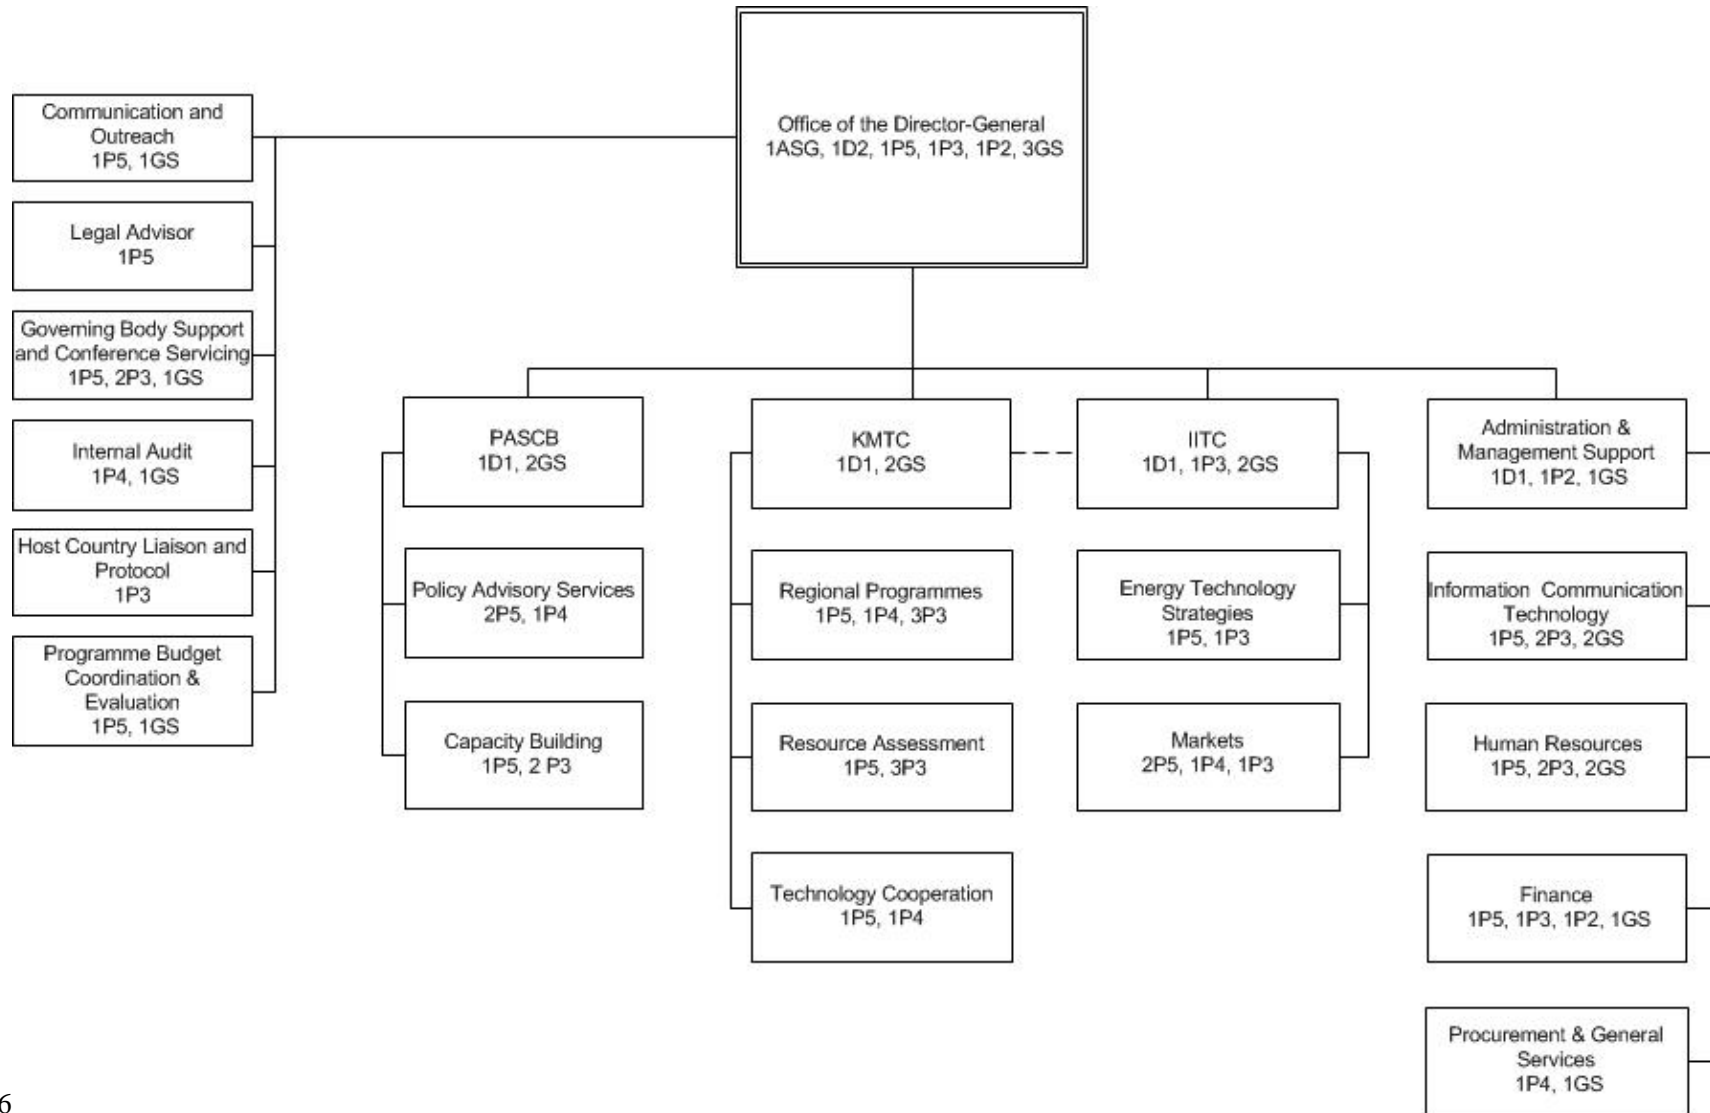 Office of the Director-General
1ASG, 1D2, 1P5, 1P3, 1P2, 3GS
Communication and
Outreach
1P5, 1GS
Legal Advisor
1P5
Governing Body Support
and Conference Servicing
1P5, 2P3, 1GS
Internal Audit
1P4, 1GS
Host Country Liaison and
Protocol
1P3
Programme Budget
Coordination &
Evaluation
1P5, 1GS
PASCB
1D1, 2GS
Policy Advisory Services
2P5, 1P4
Capacity Building
1P5, 2 P3
KMTC
1D1, 2GS
Regional Programmes
1P5, 1P4, 3P3
Resource Assessment
1P5, 3P3
Technology Cooperation
1P5, 1P4
IITC
1D1, 1P3, 2GS
Energy Technology
Strategies
1P5, 1P3
Markets
2P5, 1P4, 1P3
Administration &
Management Support
1D1, 1P2, 1GS
Information Communication
Technology
1P5, 2P3, 2GS
Human Resources
1P5, 2P3, 2GS
Finance
1P5, 1P3, 1P2, 1GS
Procurement & General
Services
1P4, 1GS
6